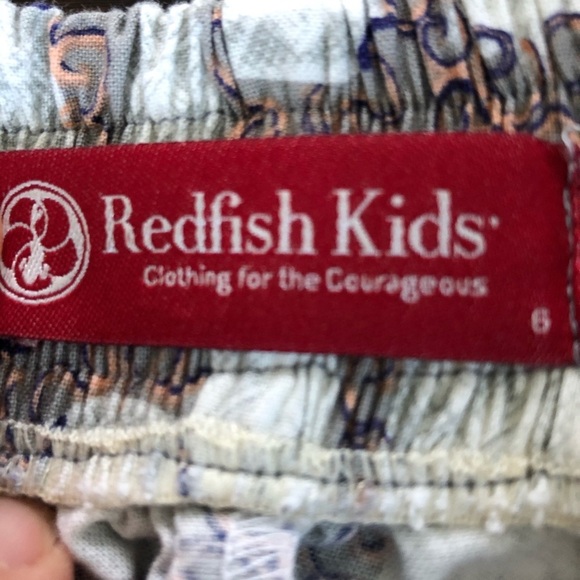 Redfish Kids
Clothing for the Courageous
6